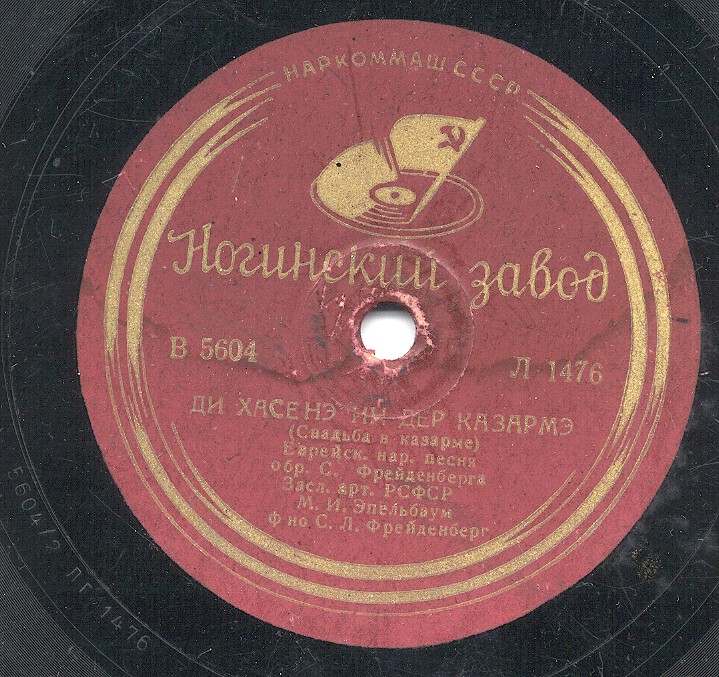 НАРКОММАШ СССР
Ногинский завод
В 5604
Л 1476
ДИ ХАСЕНЭ ИН ДЕР КАЗАРМЭ
(Свадьба в казарме)
Еврейск. нар. песня
обр. С. Фрейденберга
Засл. арт. РСФСР
М. И. Эпельбаум
ф-но С. Л. Фрейденберг
5604/2 ЛГ 1476